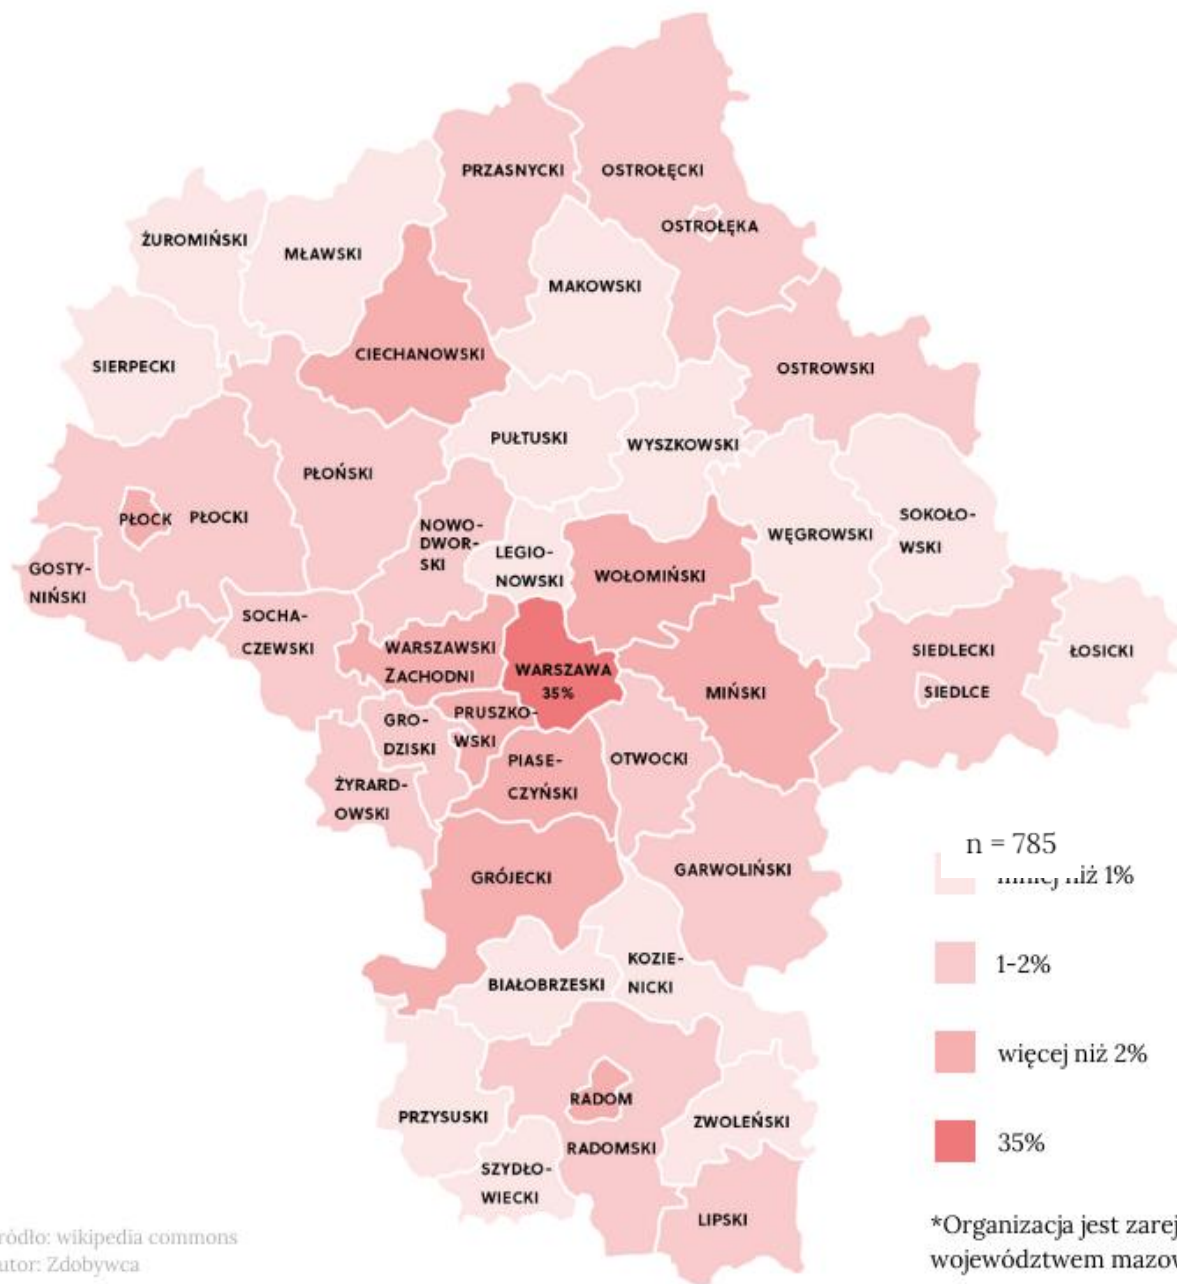 PRZASNYCKI
OSTROŁĘCKI
OSTROŁĘKA
ŻUROMIŃSKI
MŁAWSKI
MAKOWSKI
CIECHANOWSKI
SIERPECKI
OSTROWSKI
PUŁTUSKI
WYSZKOWSKI
PŁOŃSKI
PŁOCK
PŁOCKI
NOWO-
DWOR-
SKI
LEGIO-
NOWSKI
WOŁOMIŃSKI
WĘGROWSKI
SOKOŁO-
WSKI
GOSTY-
NIŃSKI
SOCHA-
CZEWSKI
WARSZAWSKI
ZACHODNI
WARSZAWA
35%
MIŃSKI
SIEDLECKI
SIEDLCE
ŁOSICKI
GRO-
DZISKI
PRUSZKO-
WSKI
PIASE-
CZYŃSKI
OTWOCKI
ŻYRARD-
OWSKI
GRÓJECKI
GARWOLIŃSKI
BIAŁOBRZESKI
KOZIE-
NICKI
PRZYSUSKI
RADOM
RADOMSKI
ZWOLEŃSKI
SZYDŁO-
WIECKI
LIPSKI
n = 785
mniej niż 1%
1-2%
więcej niż 2%
35%
*Organizacja jest zarej
województwem mazow
ródło: wikipedia commons
utor: Zdobywca